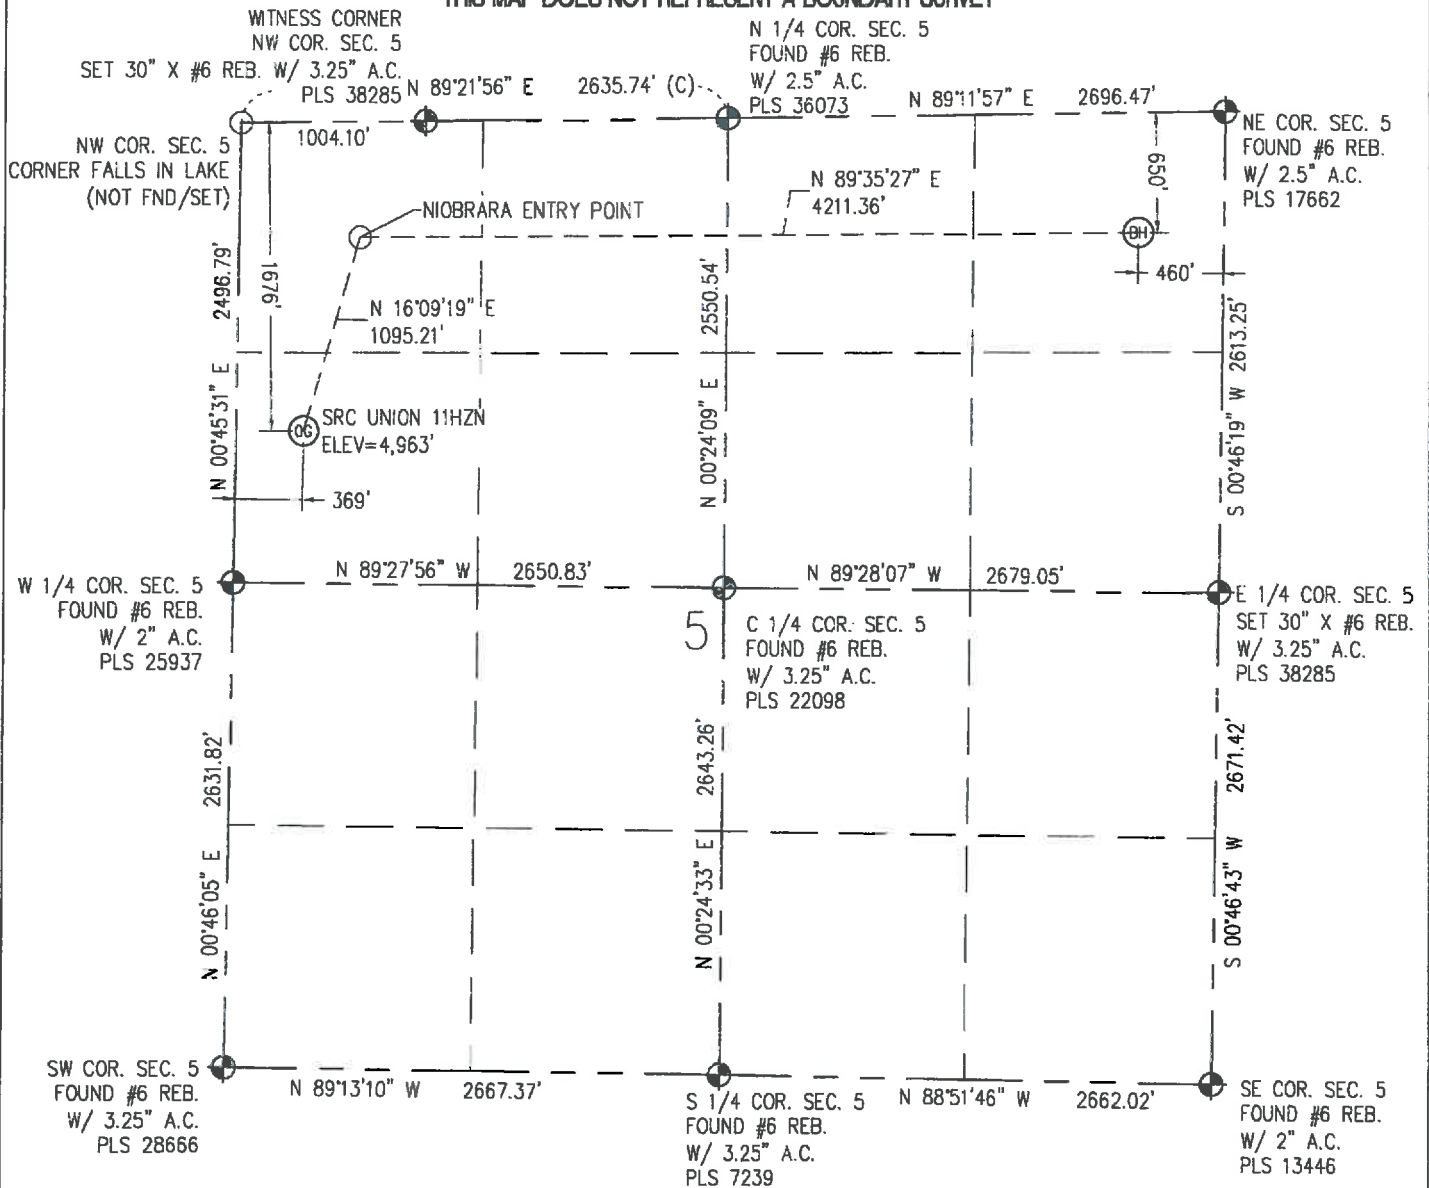 THIS MAP DOES NOT REPRESENT A BOUNDARY SURVEY
WITNESS CORNER
NW COR. SEC. 5
SET 30" X #6 REB. W/ 3.25" A.C.
PLS 38285
N 89°21'56" E
2635.74' (C)
N 1/4 COR. SEC. 5
FOUND #6 REB.
W/ 2.5" A.C.
PLS 36073
N 89°11'57" E
2696.47'
NE COR. SEC. 5
FOUND #6 REB.
W/ 2.5" A.C.
PLS 17662
1004.10'
NW COR. SEC. 5
CORNER FALLS IN LAKE
(NOT FND/SET)
650'
N 89°35'27" E
4211.36'
NIOBRARA ENTRY POINT
BH
460'
2496.79'
1676'
2550.54'
2613.25'
N 16°09'19" E
1095.21'
N 00°45'31" E
N 00°24'09" E
S 00°46'19" W
OG
SRC UNION 11HZN
ELEV=4,963'
369'
N 89°27'56" W
2650.83'
N 89°28'07" W
2679.05'
W 1/4 COR. SEC. 5
FOUND #6 REB.
W/ 2" A.C.
PLS 25937
5
C 1/4 COR. SEC. 5
FOUND #6 REB.
W/ 3.25" A.C.
PLS 22098
E 1/4 COR. SEC. 5
SET 30" X #6 REB.
W/ 3.25" A.C.
PLS 38285
2631.82'
2643.26'
2671.42'
N 00°46'05" E
N 00°24'33" E
S 00°46'43" W
SW COR. SEC. 5
FOUND #6 REB.
W/ 3.25" A.C.
PLS 28666
N 89°13'10" W
2667.37'
S 1/4 COR. SEC. 5
FOUND #6 REB.
W/ 3.25" A.C.
PLS 7239
N 88°51'46" W
2662.02'
SE COR. SEC. 5
FOUND #6 REB.
W/ 2" A.C.
PLS 13446